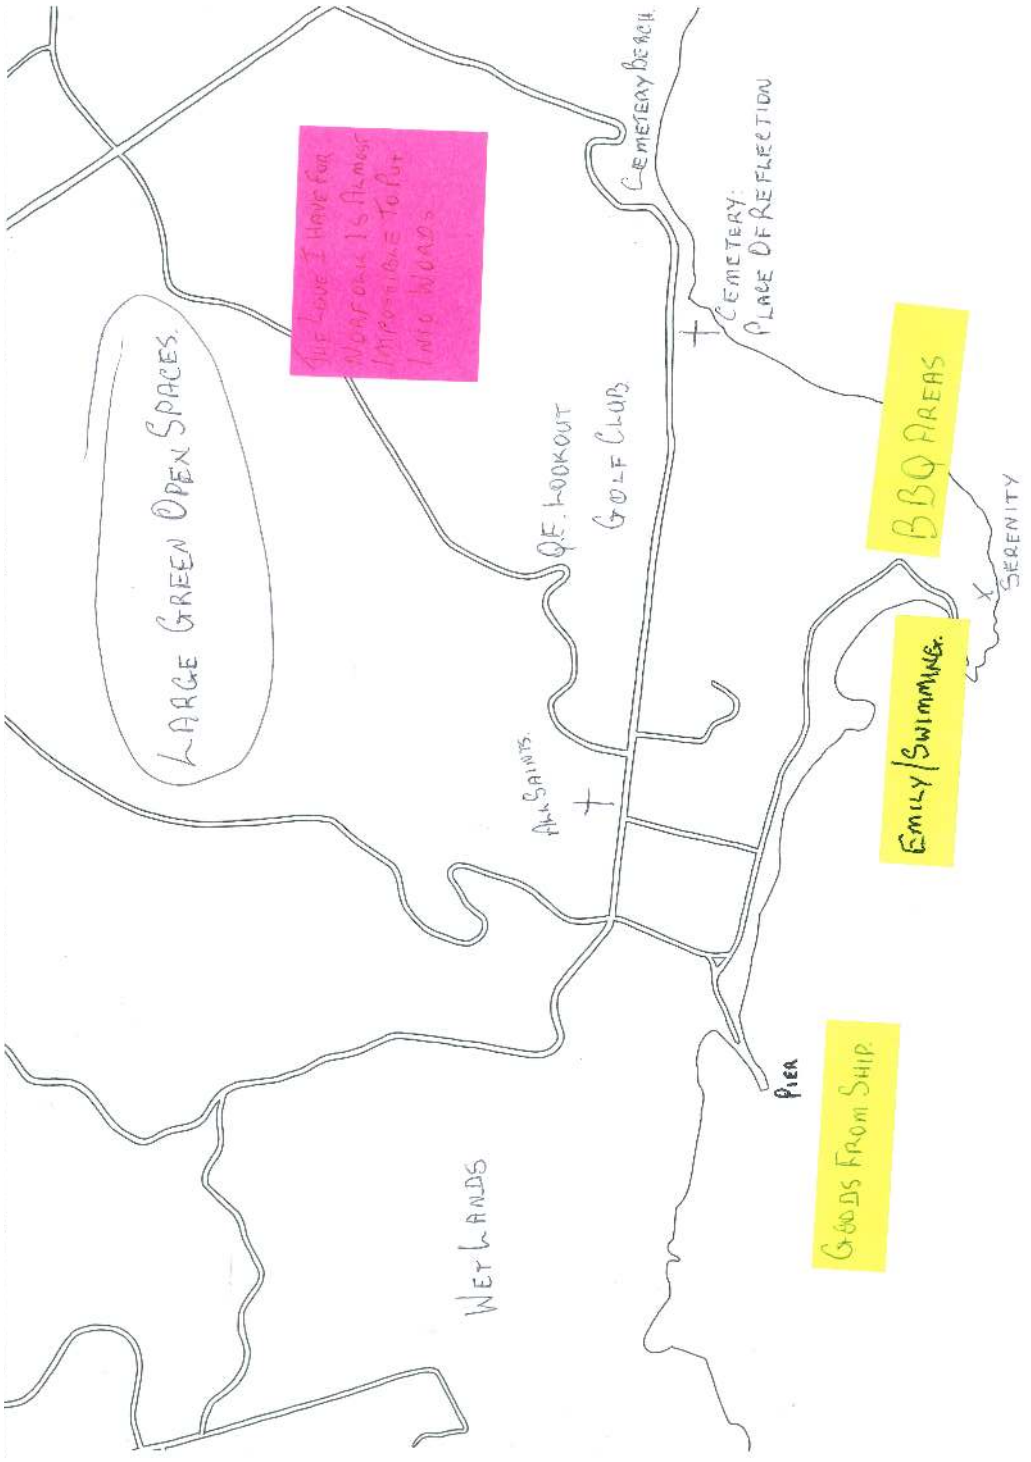 LARGE GREEN OPEN SPACES.
THE LOVE I HAVE FOR
NORFOLK IS ALMOST
IMPOSSIBLE TO PUT
INTO WORDS
WET LANDS
ALL SAINTS.
Q.E. LOOKOUT
GOLF CLUB
CEMETERY BEACH
CEMETERY:
PLACE OF REFLECTION
PIER
GOODS FROM SHIP.
EMILY/SWIMMING.
BBQ AREAS
X
SERENITY